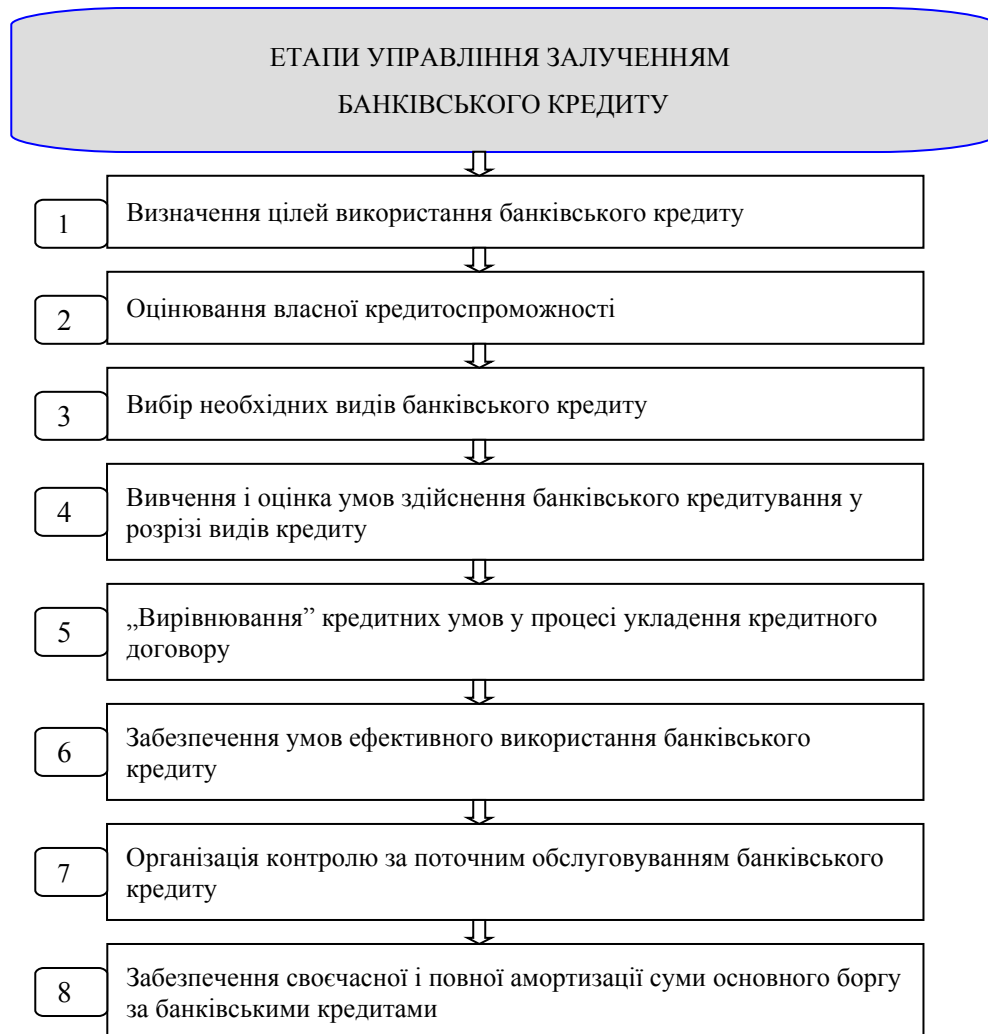 ЕТАПИ УПРАВЛІННЯ ЗАЛУЧЕННЯМ
БАНКІВСЬКОГО КРЕДИТУ
1
Визначення цілей використання банківського кредиту
2
Оцінювання власної кредитоспроможності
3
Вибір необхідних видів банківського кредиту
4
Вивчення і оцінка умов здійснення банківського кредитування у
розрізі видів кредиту
5
„Вирівнювання” кредитних умов у процесі укладення кредитного
договору
6
Забезпечення умов ефективного використання банківського
кредиту
7
Організація контролю за поточним обслуговуванням банківського
кредиту
8
Забезпечення своєчасної і повної амортизації суми основного боргу
за банківськими кредитами